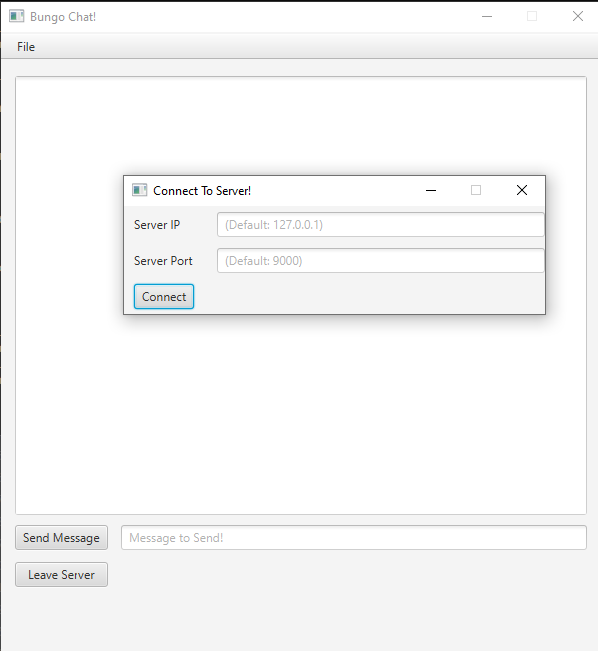 Bungo Chat!
File
Connect To Server!
Server IP (Default: 127.0.0.1)
Server Port (Default: 9000)
Connect
Send Message Message to Send!
Leave Server